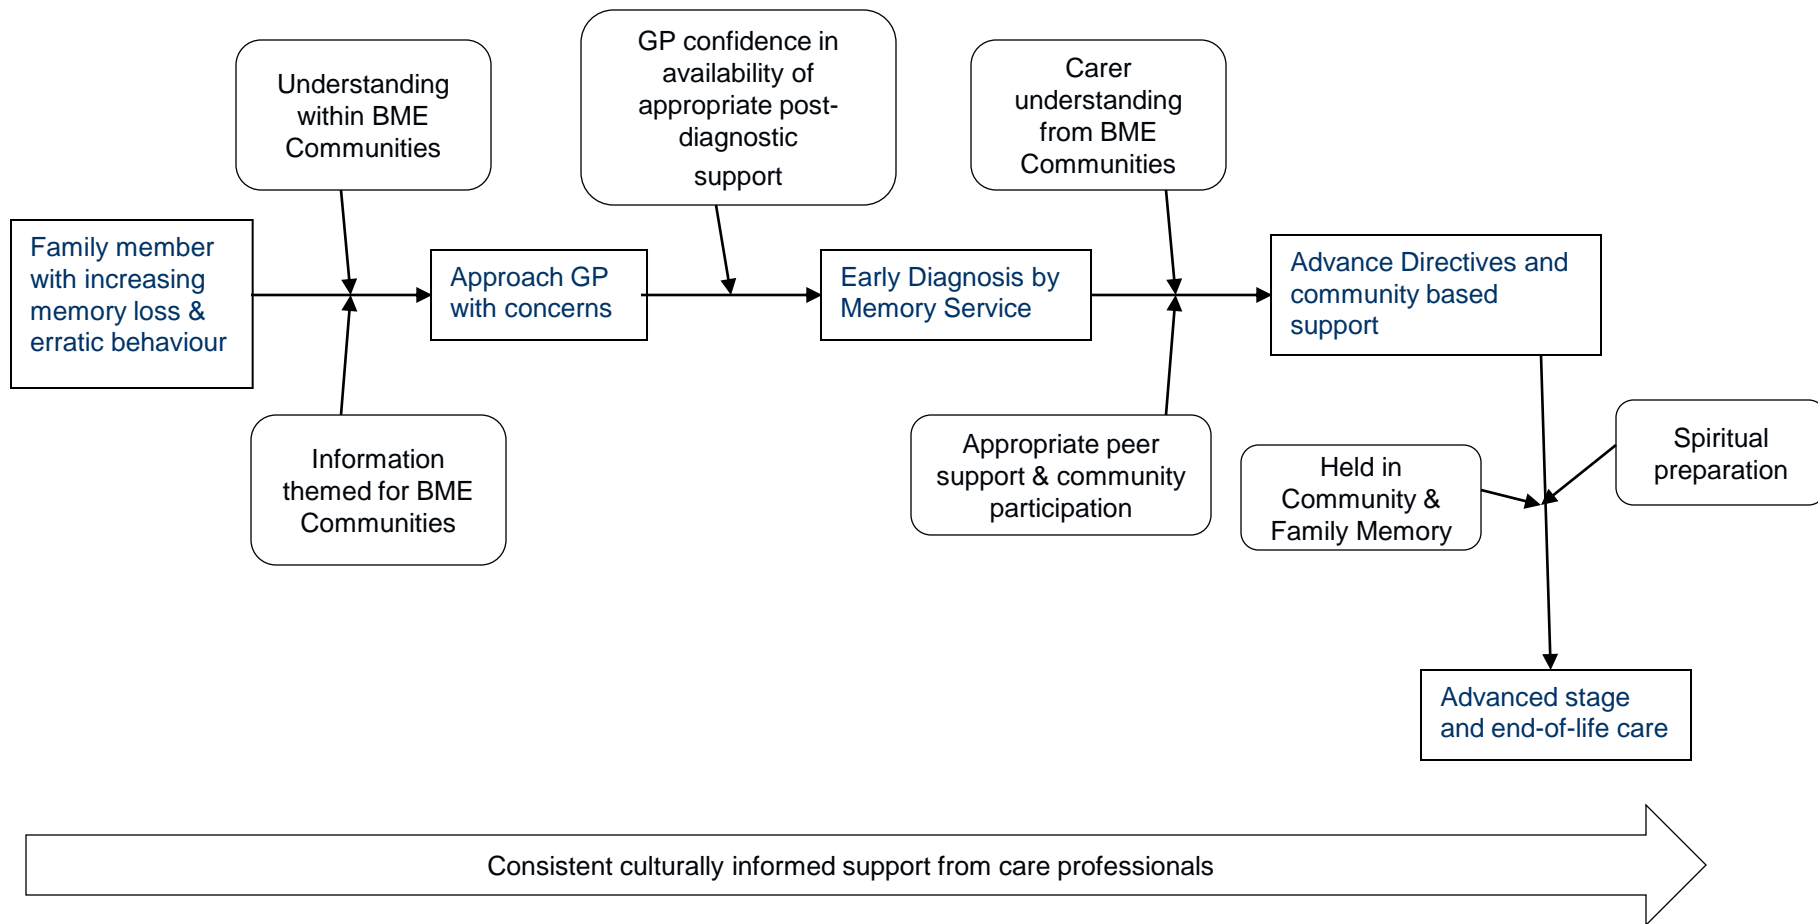 Understanding
within BME
Communities
GP confidence in
availability of
appropriate post-
diagnostic
support
Carer
understanding
from BME
Communities
Family member
with increasing
memory loss &
erratic behaviour
Approach GP
with concerns
Early Diagnosis by
Memory Service
Advance Directives and
community based
support
Information
themed for BME
Communities
Appropriate peer
support & community
participation
Held in
Community &
Family Memory
Spiritual
preparation
Advanced stage
and end-of-life care
Consistent culturally informed support from care professionals